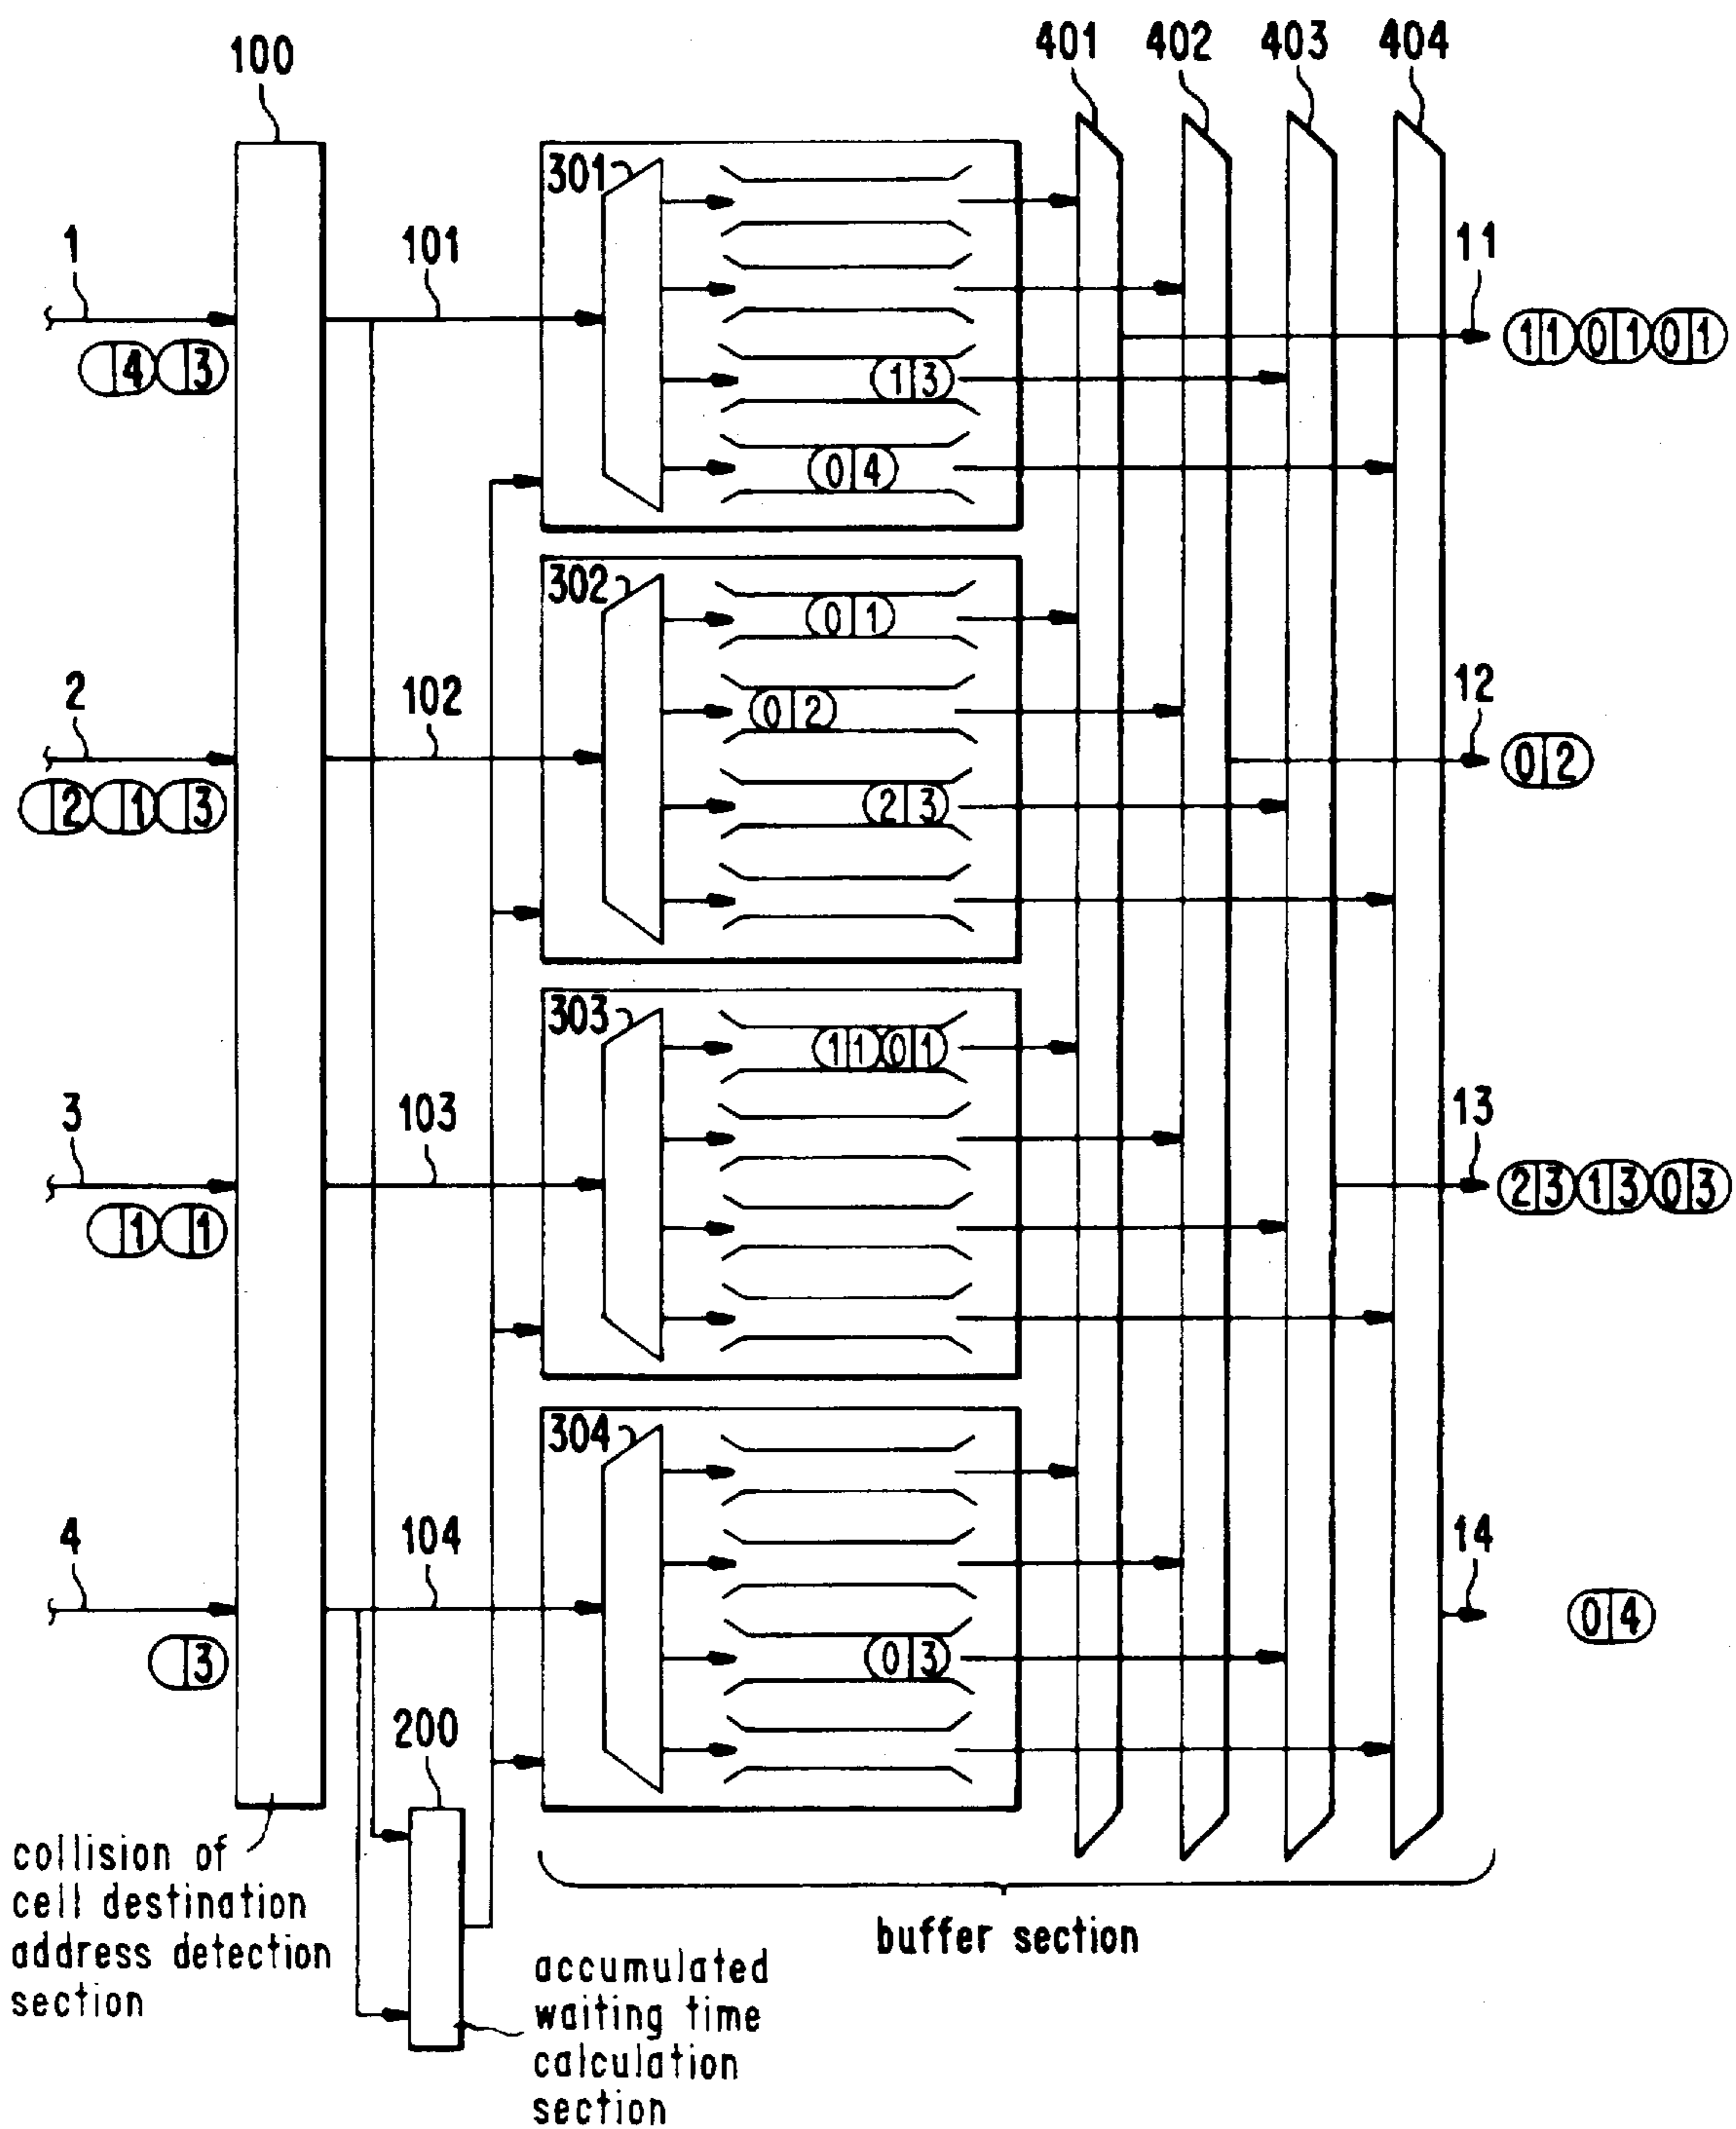 100
401 402 403 404
301
1
101
11
4 3
1 1 0 1 0 1
1 3
0 4
302
0 1
2
102
12
0 2
0 2
2 1 3
2 3
303
1 1 0 1
3
103
13
1 1
2 3 1 3 0 3
304
4
104
14
3
0 3
0 4
200
collision of
cell destination
address detection
section
buffer section
accumulated
waiting time
calculation
section